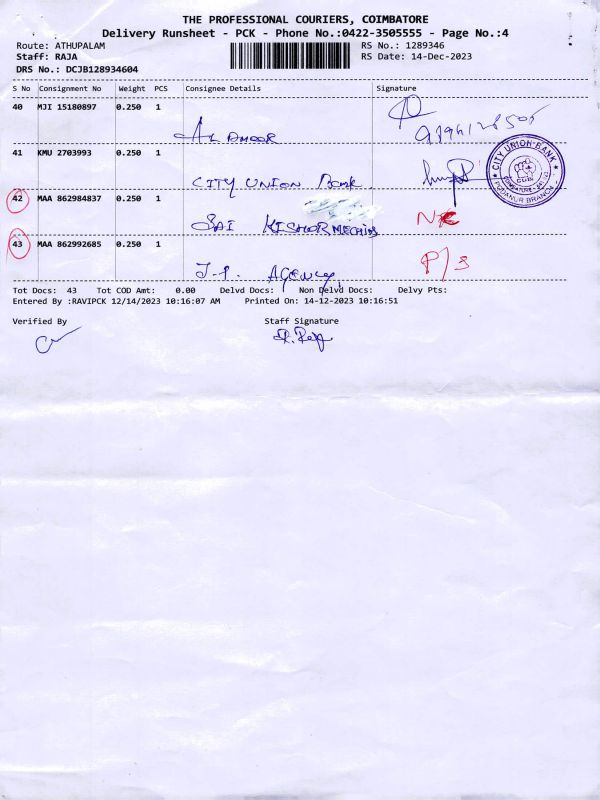 THE PROFESSIONAL COURIERS, COIMBATORE
Delivery Runsheet - PCK - Phone No.:0422-3505555 - Page No.:4
Route: ATHUPALAM RS No.: 1289346
Staff: RAJA RS Date: 14-Dec-2023
DRS No.: DCJB128934604
S No Consignment No Weight PCS Consignee Details Signature
40 MJI 15180897 0.250 1
AL
41 KMU 2703993 0.250 1
CITY UNION Bank
CITY UNION BANK
PODANUR BRANCH
42 MAA 862984837 0.250 1
SAI KISHOR
43 MAA 862992685 0.250 1
P/S
AGENCY
Tot Docs: 43 Tot COD Amt: 0.00 Delvd Docs: Non Delvd Docs: Delvy Pts:
Entered By :RAVIPCK 12/14/2023 10:16:07 AM Printed On: 14-12-2023 10:16:51
Verified By Staff Signature